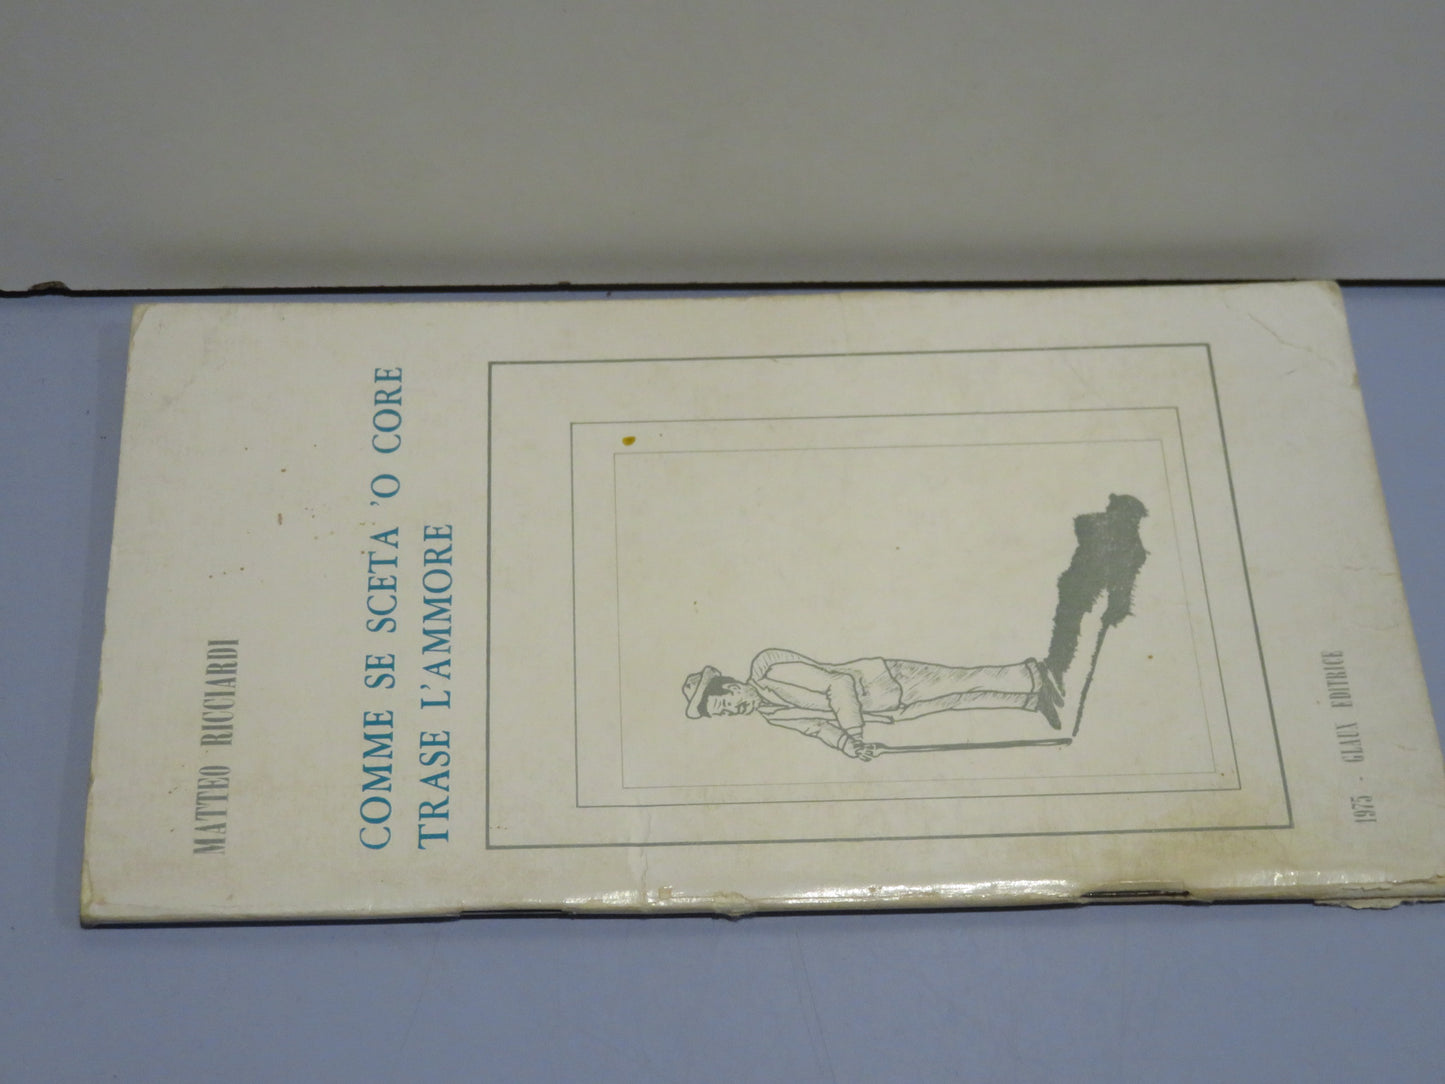 MATTEO RICCIARDI
COMME SE SCETA 'O CORE
TRASE L'AMMORE
1975 - GLAUX EDITRICE